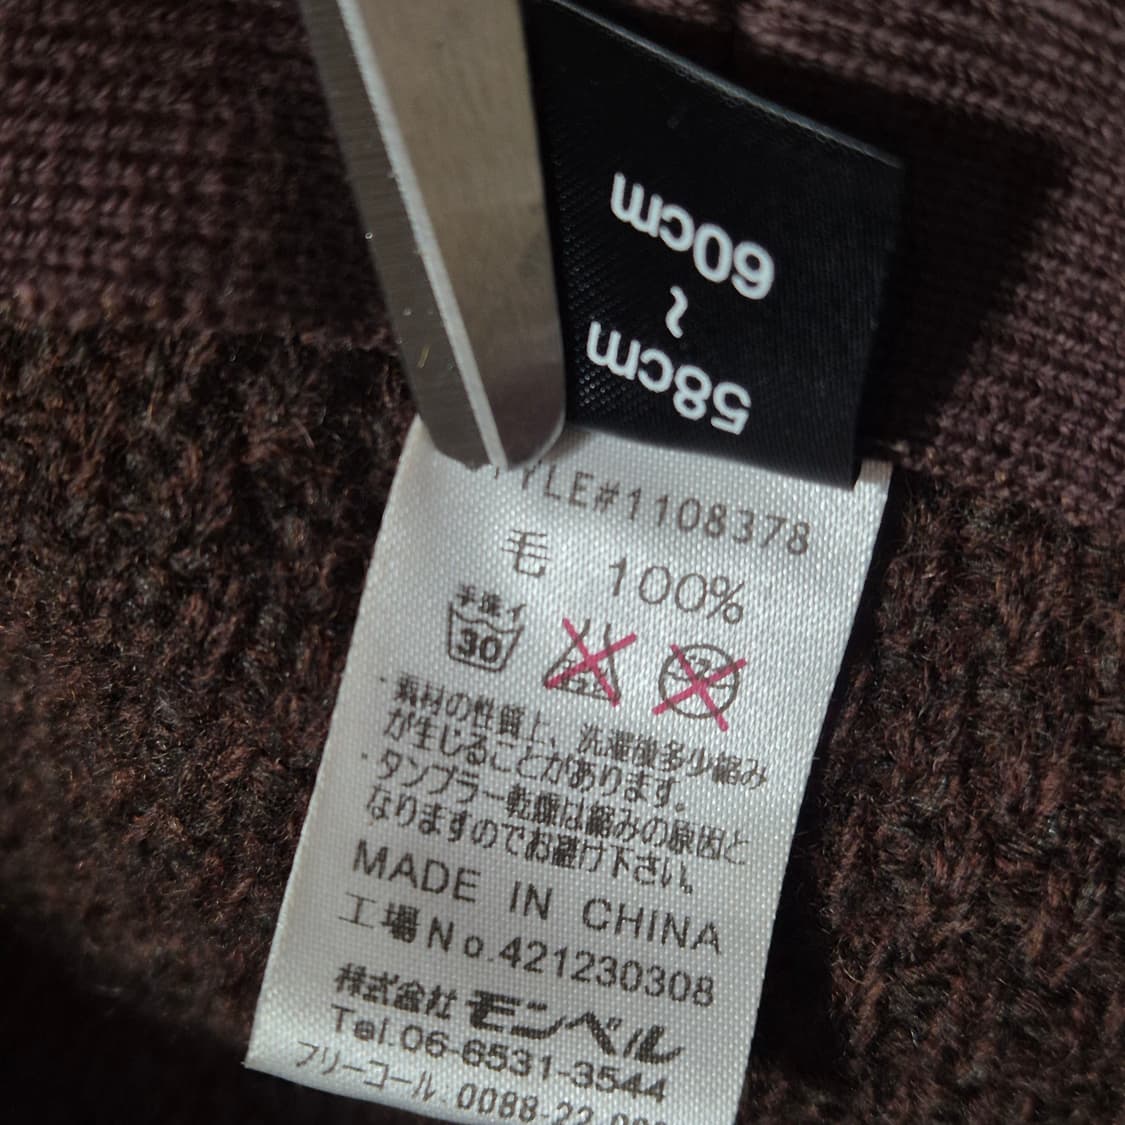 60cm
~
58cm
TYLE#1108378
毛 100%
手洗イ
30
・素材の性質上、洗濯後多少縮み
が生じることがあります。
・タンブラー乾燥は縮みの原因と
なりますのでお避け下さい。
MADE IN CHINA
工場No.421230308
株式会社 モンベル
Tel.06-6531-3544
フリーコール:0088-22-